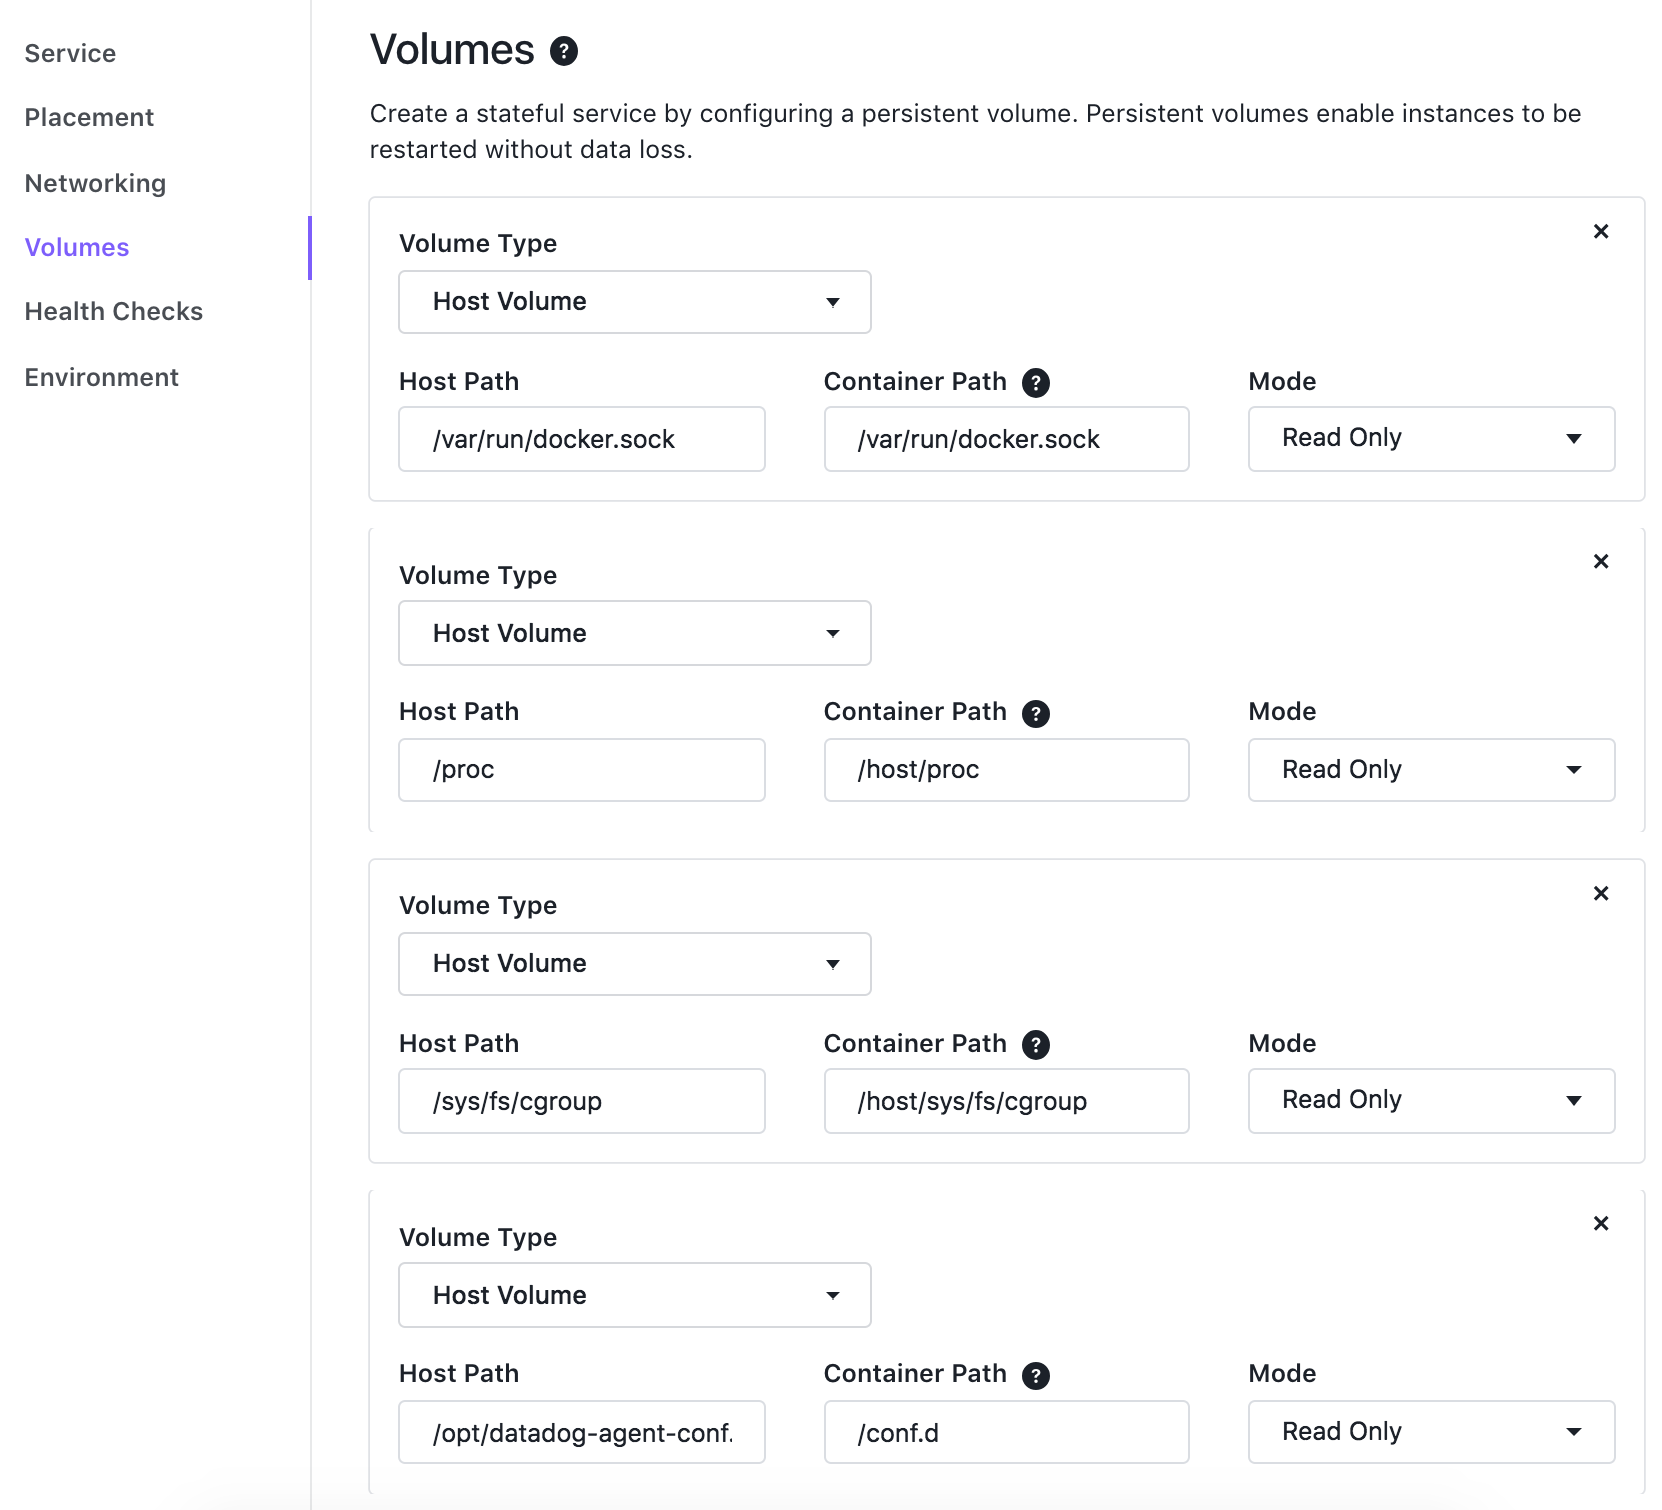 Service
Placement
Networking
Volumes
Health Checks
Environment
Volumes ?
Create a stateful service by configuring a persistent volume. Persistent volumes enable instances to be
restarted without data loss.
Volume Type
Host Volume
Host Path Container Path ? Mode
/var/run/docker.sock /var/run/docker.sock Read Only
Volume Type
Host Volume
Host Path Container Path ? Mode
/proc /host/proc Read Only
Volume Type
Host Volume
Host Path Container Path ? Mode
/sys/fs/cgroup /host/sys/fs/cgroup Read Only
Volume Type
Host Volume
Host Path Container Path ? Mode
/opt/datadog-agent-conf. /conf.d Read Only